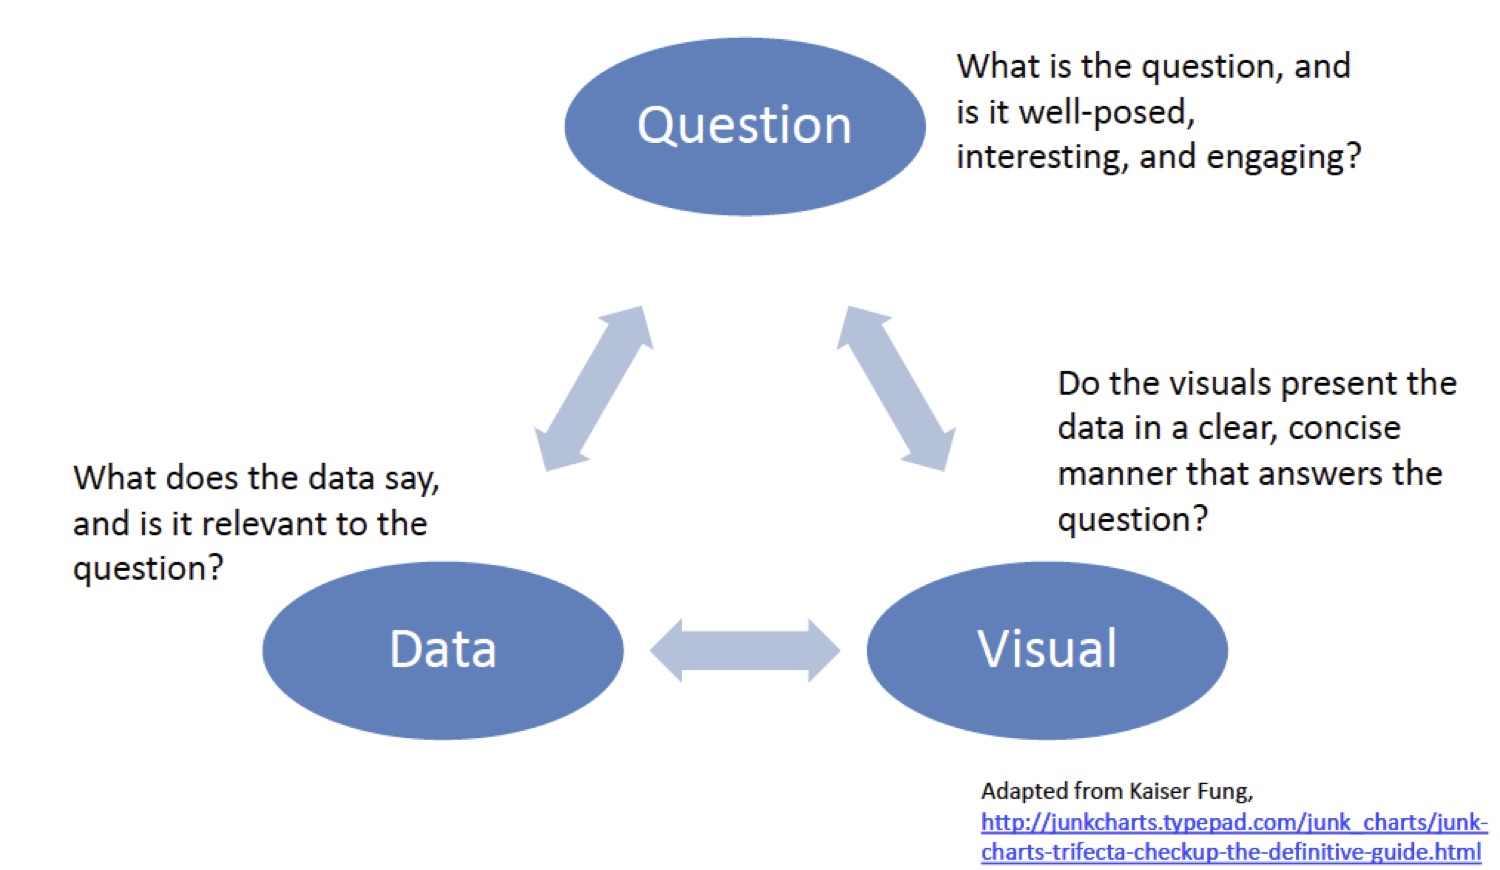 Question
What is the question, and
is it well-posed,
interesting, and engaging?
Do the visuals present the
data in a clear, concise
manner that answers the
question?
What does the data say,
and is it relevant to the
question?
Data
Visual
Adapted from Kaiser Fung,
http://junkcharts.typepad.com/junk_charts/junk-
charts-trifecta-checkup-the-definitive-guide.html